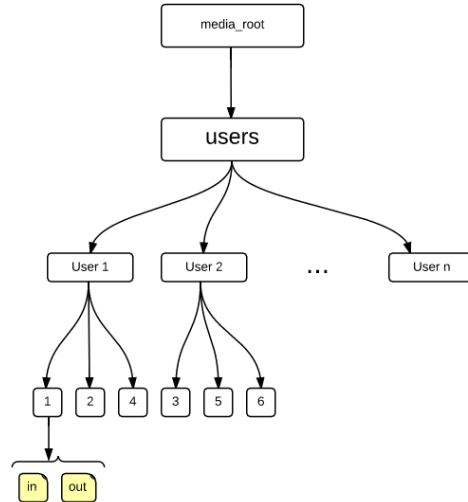 media_root
users
User 1 User 2 ... User n
1 2 4 3 5 6
in out